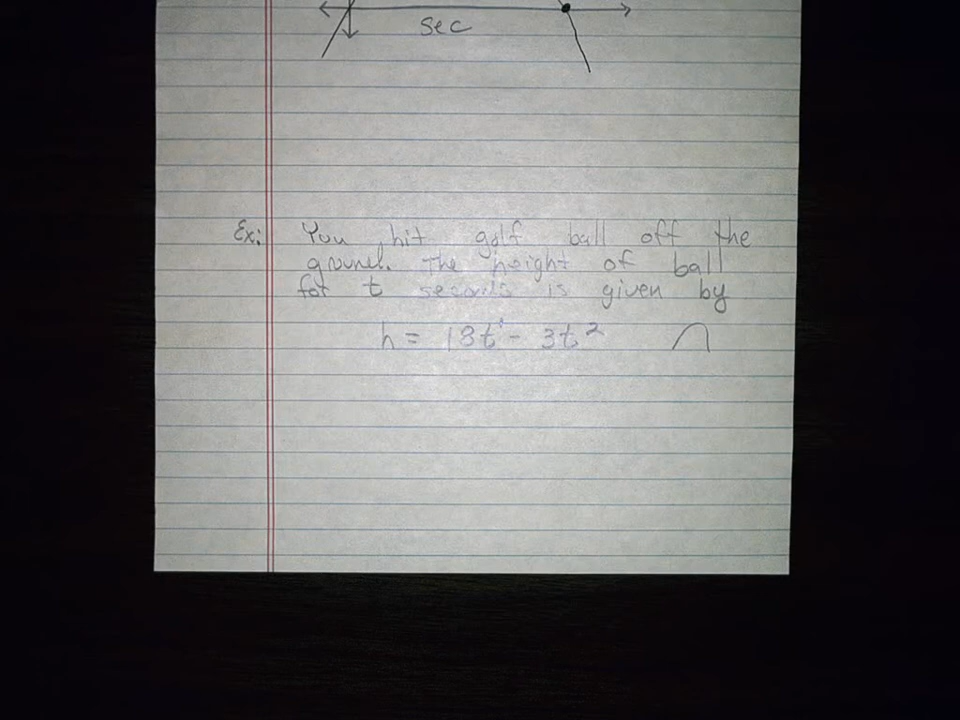 sec
Ex: You hit golf ball off the
ground. The height of ball
for t seconds is given by
h = 18t - 3t²